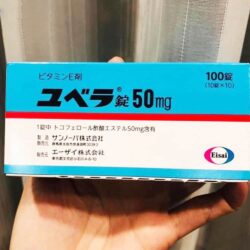 ビタミンE剤
ユベラ®錠50mg
100錠
(10錠×10)
1錠中 トコフェロール酢酸エステル50mg含有
製造 サンノーバ株式会社
エーザイ株式会社
Eisai